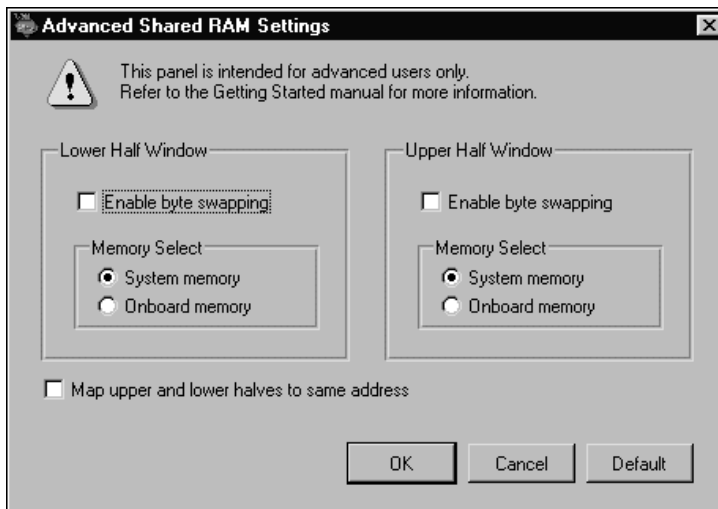 Advanced Shared RAM Settings
This panel is intended for advanced users only.
Refer to the Getting Started manual for more information.
Lower Half Window
Enable byte swapping
Memory Select
System memory
Onboard memory
Upper Half Window
Enable byte swapping
Memory Select
System memory
Onboard memory
Map upper and lower halves to same address
OK
Cancel
Default